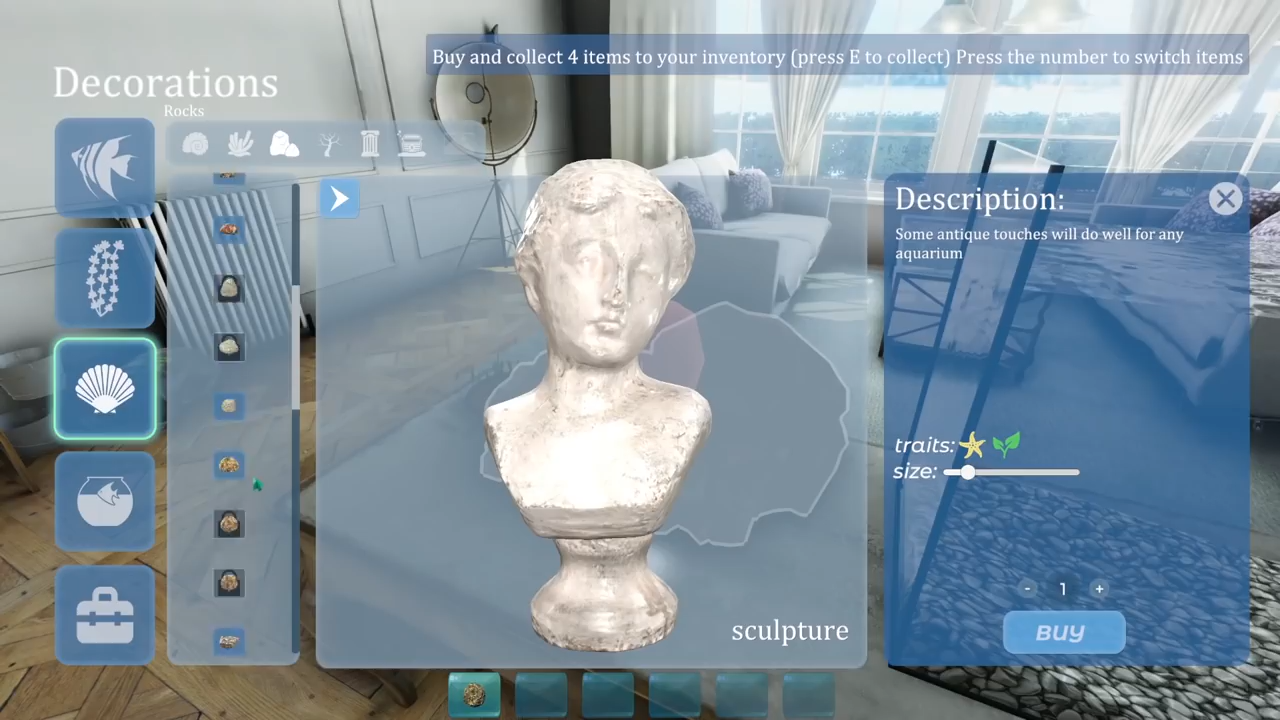 Buy and collect 4 items to your inventory (press E to collect) Press the number to switch items
Decorations
Rocks
Description:
Some antique touches will do well for any
aquarium
traits:
size:
- 1 +
BUY
sculpture